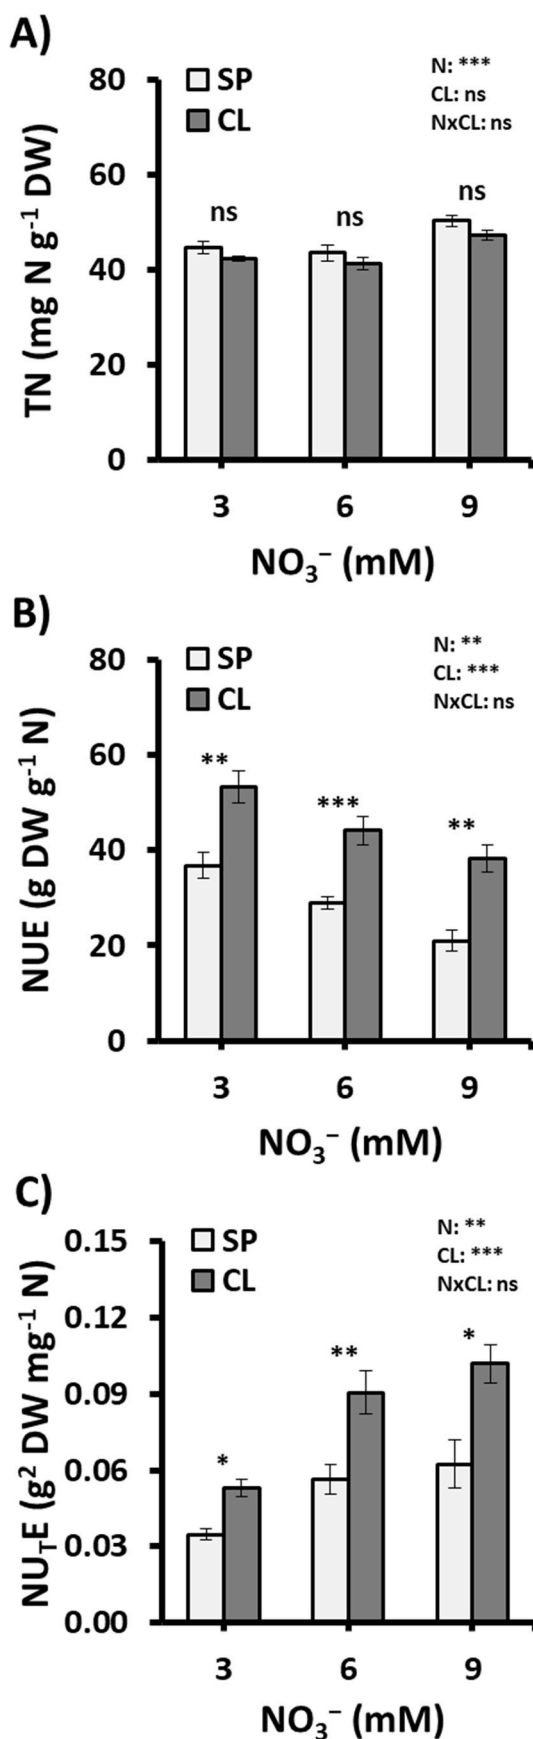 A)
80
60
40
20
0
TN (mg N g⁻¹ DW)
SP
CL
N: ***
CL: ns
NxCL: ns
ns
ns
ns
3 6 9
NO₃⁻ (mM)
B)
80
60
40
20
0
NUE (g DW g⁻¹ N)
SP
CL
N: **
CL: ***
NxCL: ns
**
***
**
3 6 9
NO₃⁻ (mM)
C)
0.15
0.12
0.09
0.06
0.03
0.00
NU_TE (g² DW mg⁻¹ N)
SP
CL
N: **
CL: ***
NxCL: ns
*
**
*
3 6 9
NO₃⁻ (mM)